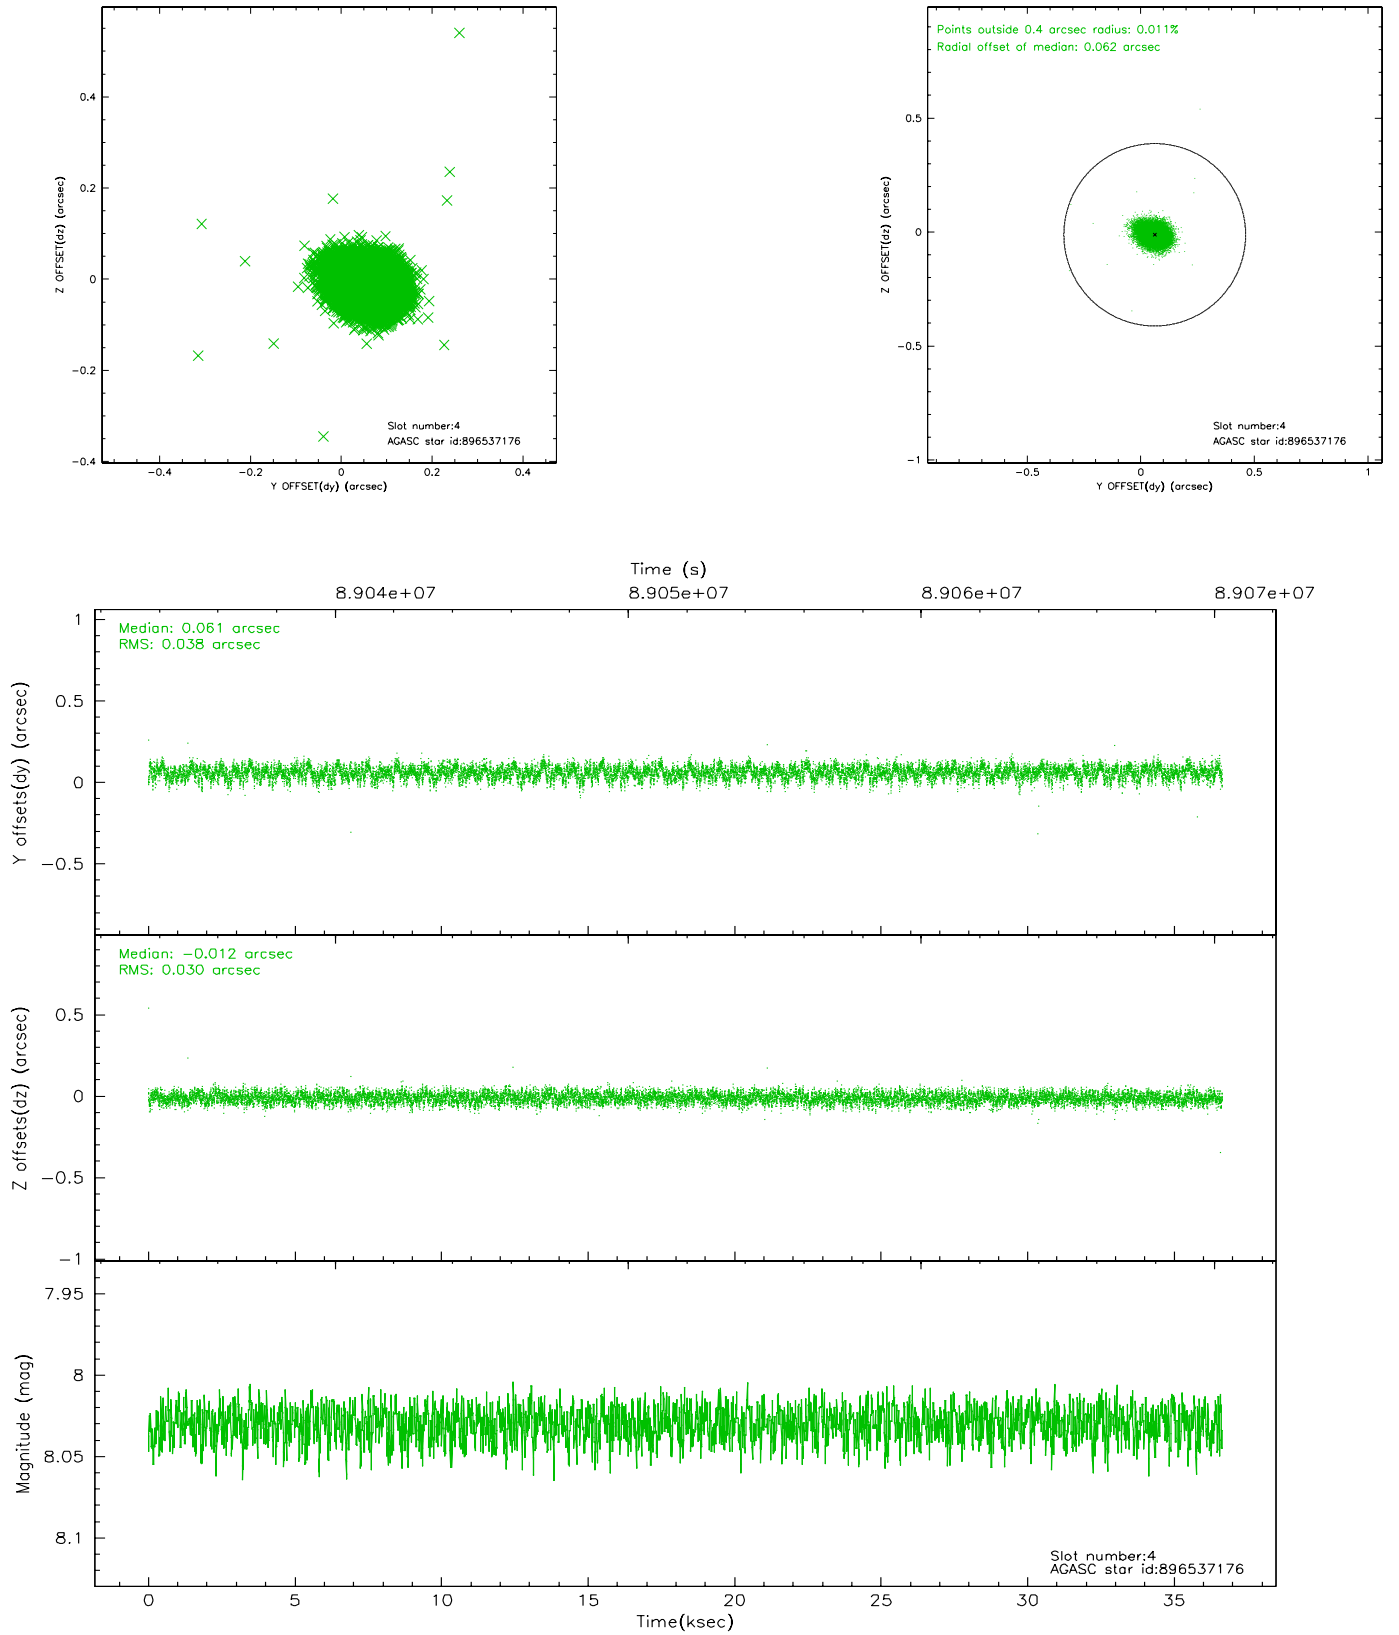 0.4
0.2
0
−0.2
−0.4
Z OFFSET(dz) (arcsec)
Slot number:4
AGASC star id:896537176
−0.4
−0.2
0
0.2
0.4
Y OFFSET(dy) (arcsec)
Points outside 0.4 arcsec radius: 0.011%
Radial offset of median: 0.062 arcsec
0.5
0
−0.5
−1
Z OFFSET(dz) (arcsec)
Slot number:4
AGASC star id:896537176
−0.5
0
0.5
1
Y OFFSET(dy) (arcsec)
Time (s)
8.904e+07
8.905e+07
8.906e+07
8.907e+07
Median: 0.061 arcsec
RMS: 0.038 arcsec
1
0.5
0
−0.5
Y offsets(dy) (arcsec)
Median: −0.012 arcsec
RMS: 0.030 arcsec
0.5
0
−0.5
−1
Z offsets(dz) (arcsec)
7.95
8
8.05
8.1
Magnitude (mag)
Slot number:4
AGASC star id:896537176
0
5
10
15
20
25
30
35
Time(ksec)